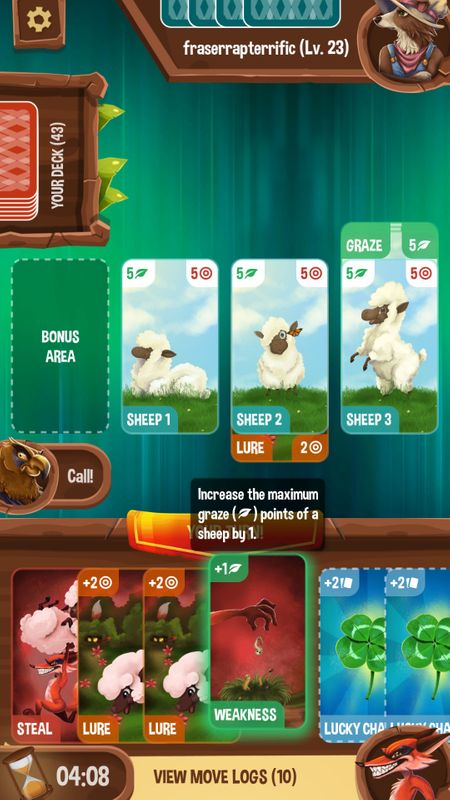 fraserrapterrific (Lv. 23)
YOUR DECK (43)
GRAZE 5
5 5
5 5
5 5
BONUS
AREA
SHEEP 1
SHEEP 2
SHEEP 3
LURE 2
Call!
Increase the maximum
graze ( ) points of a
sheep by 1.
+2
+2
+1
+2
+2
STEAL
LURE
LURE
WEAKNESS
LUCKY CHA
LUCKY CHA
04:08
VIEW MOVE LOGS (10)